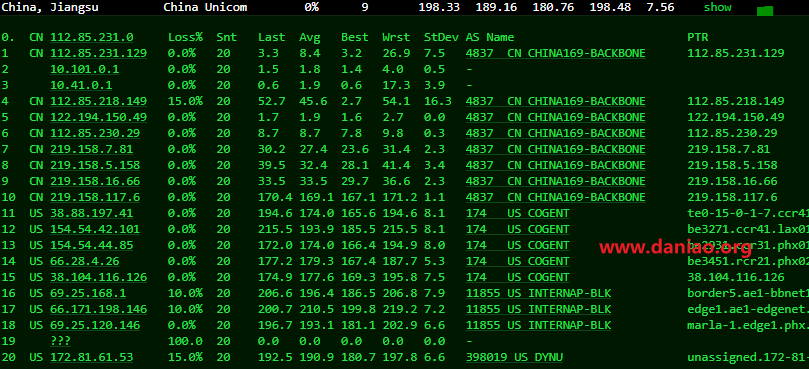 China, Jiangsu China Unicom 0% 9 198.33 189.16 180.76 198.48 7.56 show
0. CN 112.85.231.0 Loss% Snt Last Avg Best Wrst StDev AS Name PTR
1 CN 112.85.231.129 0.0% 20 3.3 8.4 3.2 26.9 7.5 4837 CN CHINA169-BACKBONE 112.85.231.129
2 10.101.0.1 0.0% 20 1.5 1.8 1.4 4.0 0.5 -
3 10.41.0.1 0.0% 20 0.6 1.9 0.6 17.3 3.9 -
4 CN 112.85.218.149 15.0% 20 52.7 45.6 2.7 54.1 16.3 4837 CN CHINA169-BACKBONE 112.85.218.149
5 CN 122.194.150.49 0.0% 20 1.7 1.9 1.6 2.7 0.0 4837 CN CHINA169-BACKBONE 122.194.150.49
6 CN 112.85.230.29 0.0% 20 8.7 8.7 7.8 9.8 0.3 4837 CN CHINA169-BACKBONE 112.85.230.29
7 CN 219.158.7.81 0.0% 20 30.2 27.4 23.6 31.4 2.3 4837 CN CHINA169-BACKBONE 219.158.7.81
8 CN 219.158.5.158 0.0% 20 39.5 32.4 28.1 41.4 3.4 4837 CN CHINA169-BACKBONE 219.158.5.158
9 CN 219.158.16.66 0.0% 20 33.5 33.5 29.7 36.6 2.3 4837 CN CHINA169-BACKBONE 219.158.16.66
10 CN 219.158.117.6 0.0% 20 170.4 169.1 167.1 171.2 1.1 4837 CN CHINA169-BACKBONE 219.158.117.6
11 US 38.88.197.41 0.0% 20 194.6 174.0 165.6 194.6 8.1 174 US COGENT te0-15-0-1-7.ccr41
12 US 154.54.42.101 0.0% 20 215.5 193.9 185.5 215.5 8.1 174 US COGENT be3271.ccr41.lax01
13 US 154.54.44.85 0.0% 20 172.0 174.0 166.4 194.9 8.0 174 US COGENT be2931.ccr31.phx01
www.daniao.org
14 US 66.28.4.26 0.0% 20 177.2 179.3 167.4 187.7 5.3 174 US COGENT be3451.rcr21.phx02
15 US 38.104.116.126 0.0% 20 174.9 177.6 169.3 195.8 7.5 174 US COGENT 38.104.116.126
16 US 69.25.168.1 10.0% 20 206.6 196.4 186.5 206.8 7.9 11855 US INTERNAP-BLK border5.ae1-bbnet1
17 US 66.171.198.146 10.0% 20 200.7 210.5 199.8 219.2 7.2 11855 US INTERNAP-BLK edge1.ae1-edgenet.
18 US 69.25.120.146 0.0% 20 196.7 193.1 181.1 202.9 6.6 11855 US INTERNAP-BLK marla-1.edge1.phx.
19 ??? 100.0 20 0.0 0.0 0.0 0.0 0.0 -
20 US 172.81.61.53 15.0% 20 192.5 190.9 180.7 197.8 6.6 398019 US DYNU unassigned.172-81-